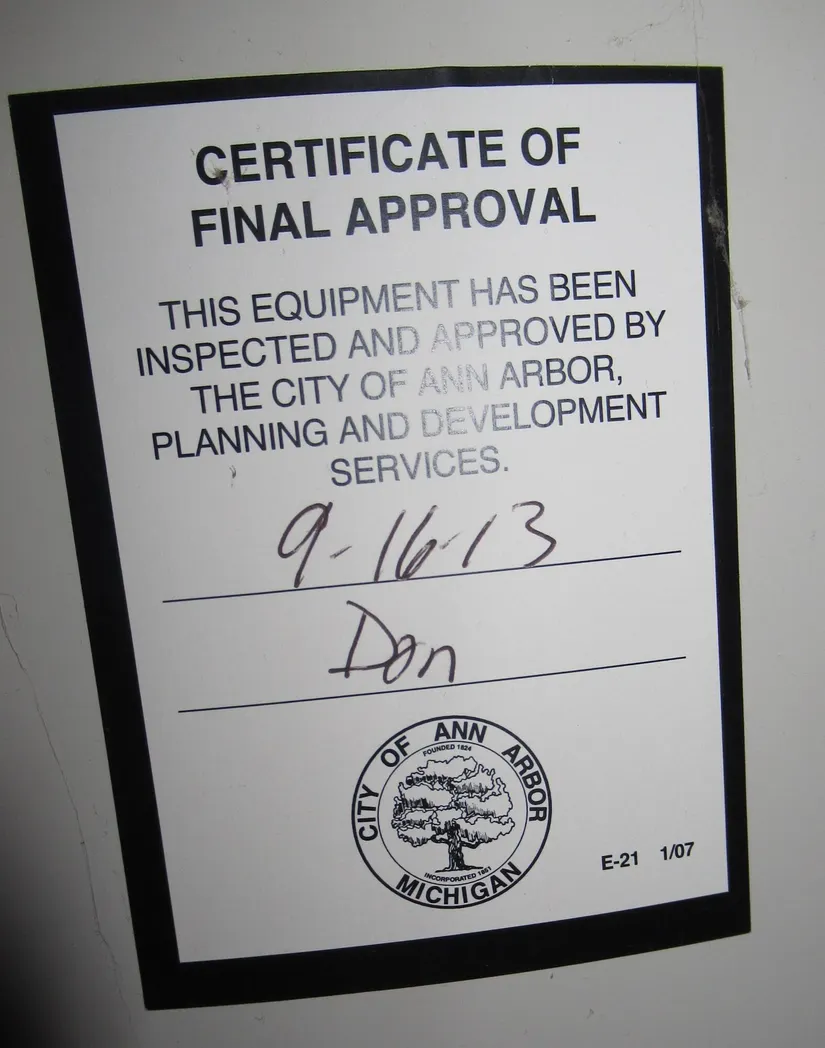 CERTIFICATE OF
FINAL APPROVAL
THIS EQUIPMENT HAS BEEN
INSPECTED AND APPROVED BY
THE CITY OF ANN ARBOR,
PLANNING AND DEVELOPMENT
SERVICES.
9-16-13
Don
CITY OF ANN ARBOR
FOUNDED 1824
INCORPORATED 1851
MICHIGAN
E-21 1/07